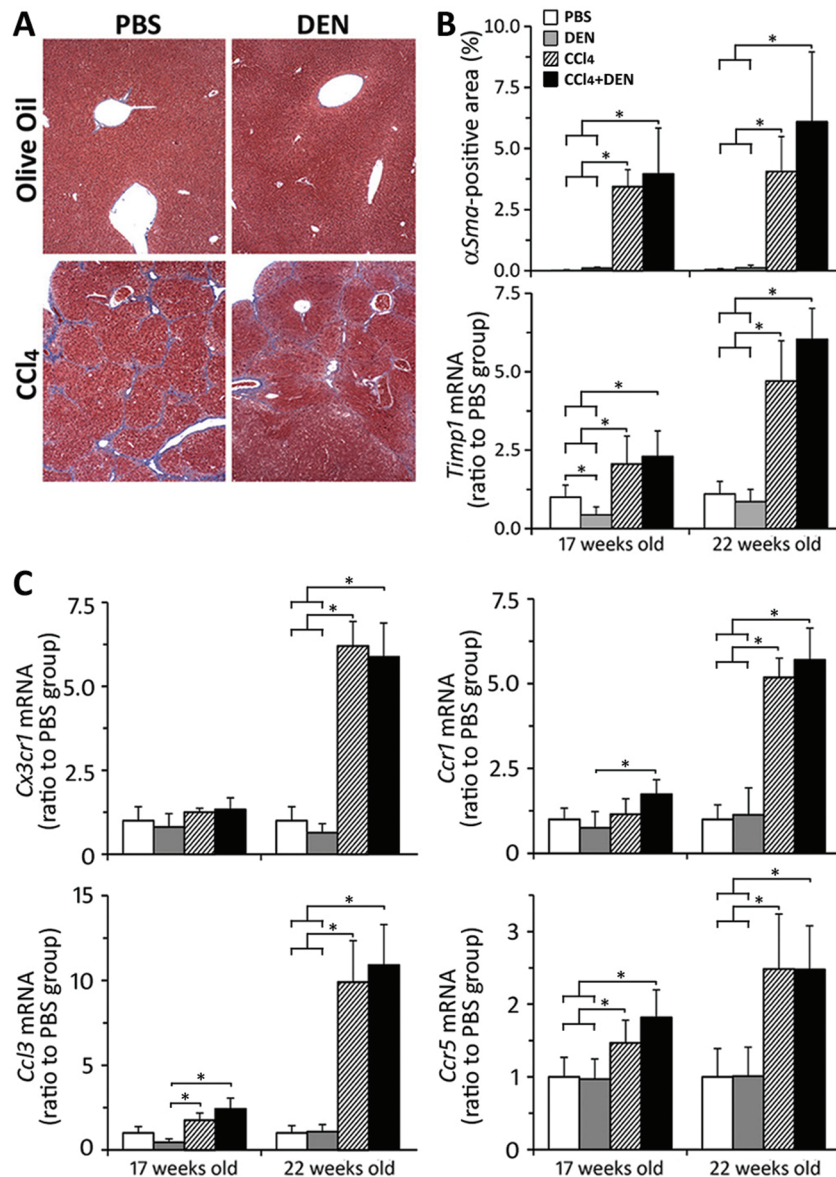 A
PBS
DEN
Olive Oil
CCl4
B
PBS
DEN
CCl4
CCl4+DEN
αSma-positive area (%)
10.0
7.5
5.0
2.5
0.0
*
*
*
*
Timp1 mRNA
(ratio to PBS group)
7.5
5.0
2.5
0.0
*
*
*
*
*
17 weeks old
22 weeks old
C
Cx3cr1 mRNA
(ratio to PBS group)
7.5
5.0
2.5
0
*
*
Ccr1 mRNA
(ratio to PBS group)
7.5
5.0
2.5
0
*
*
*
Ccl3 mRNA
(ratio to PBS group)
15
10
5
0
*
*
*
*
17 weeks old
22 weeks old
Ccr5 mRNA
(ratio to PBS group)
3
2
1
0
*
*
*
*
17 weeks old
22 weeks old